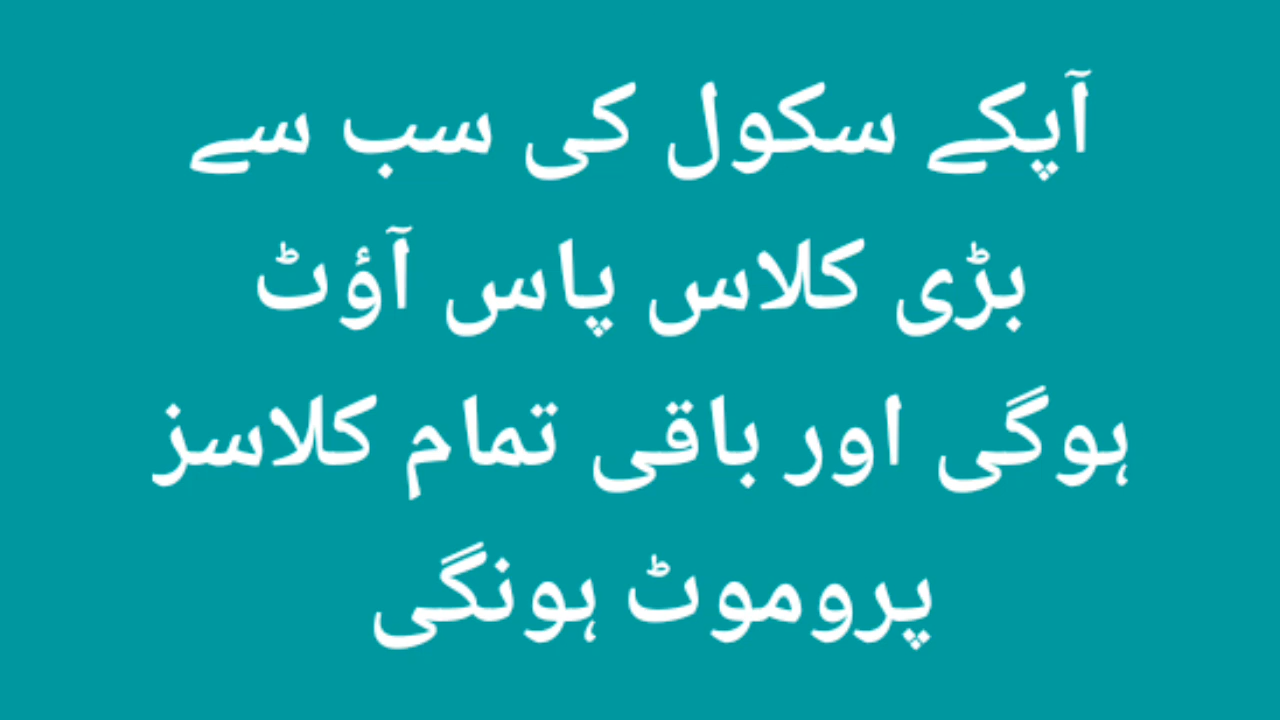 آپکے سکول کی سب سے
بڑی کلاس پاس آؤٹ
ہوگی اور باقی تمام کلاسز
پروموٹ ہونگی